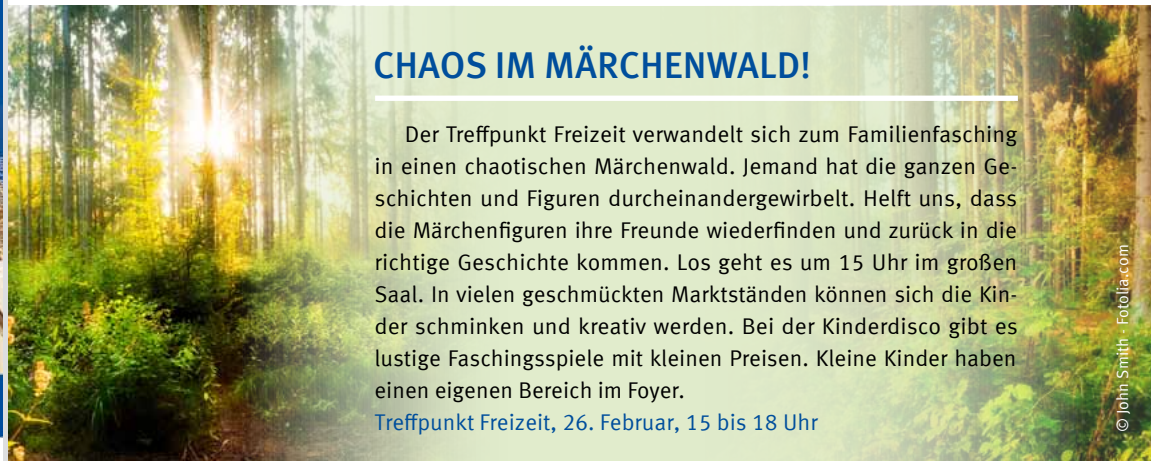 CHAOS IM MÄRCHENWALD!
Der Treffpunkt Freizeit verwandelt sich zum Familienfasching
in einen chaotischen Märchenwald. Jemand hat die ganzen Ge-
schichten und Figuren durcheinandergewirbelt. Helft uns, dass
die Märchenfiguren ihre Freunde wiederfinden und zurück in die
richtige Geschichte kommen. Los geht es um 15 Uhr im großen
Saal. In vielen geschmückten Marktständen können sich die Kin-
der schminken und kreativ werden. Bei der Kinderdisco gibt es
lustige Faschingsspiele mit kleinen Preisen. Kleine Kinder haben
einen eigenen Bereich im Foyer.
Treffpunkt Freizeit, 26. Februar, 15 bis 18 Uhr
© John Smith - Fotolia.com